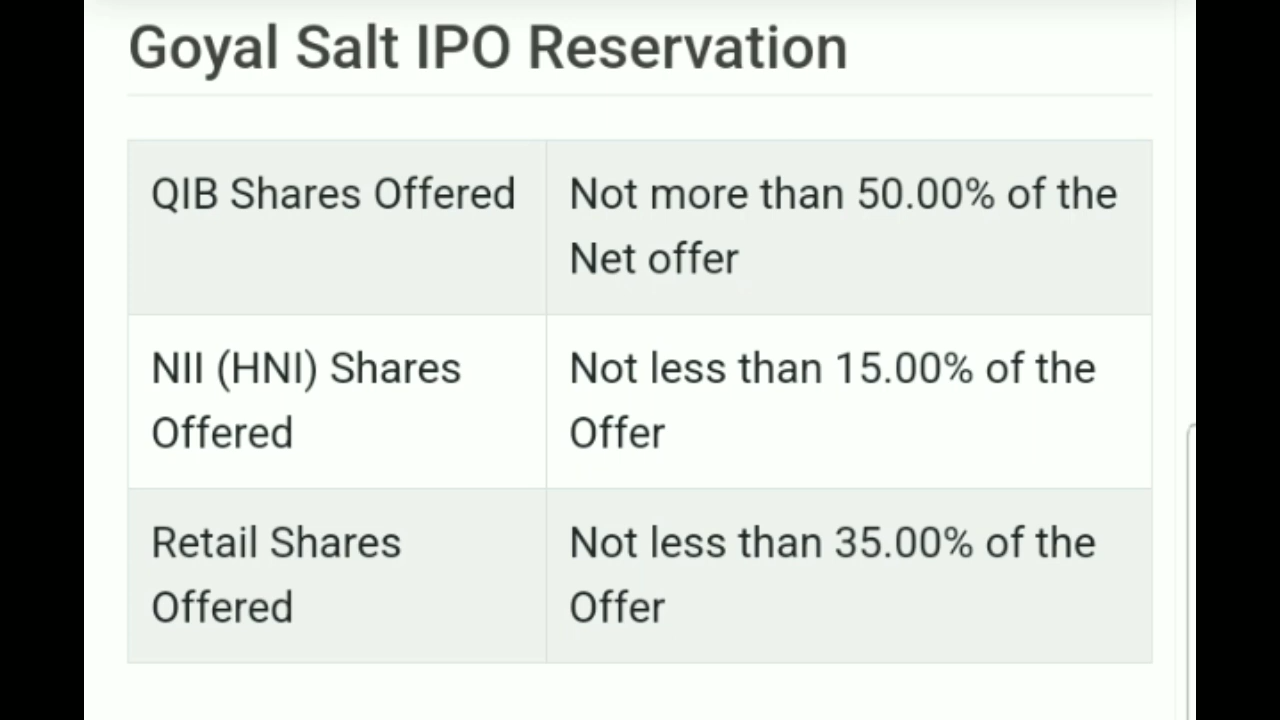 Goyal Salt IPO Reservation
QIB Shares Offered
Not more than 50.00% of the
Net offer
NII (HNI) Shares
Offered
Not less than 15.00% of the
Offer
Retail Shares
Offered
Not less than 35.00% of the
Offer